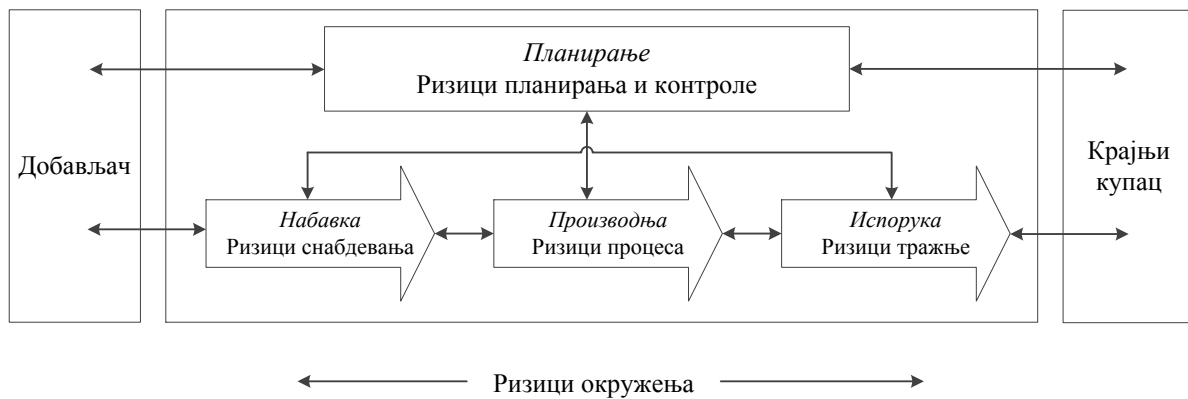 Планирање
Ризици планирања и контроле
Добављач
Крајњи
купац
Набавка
Ризици снабдевања
Производња
Ризици процеса
Испорука
Ризици тражње
Ризици окружења